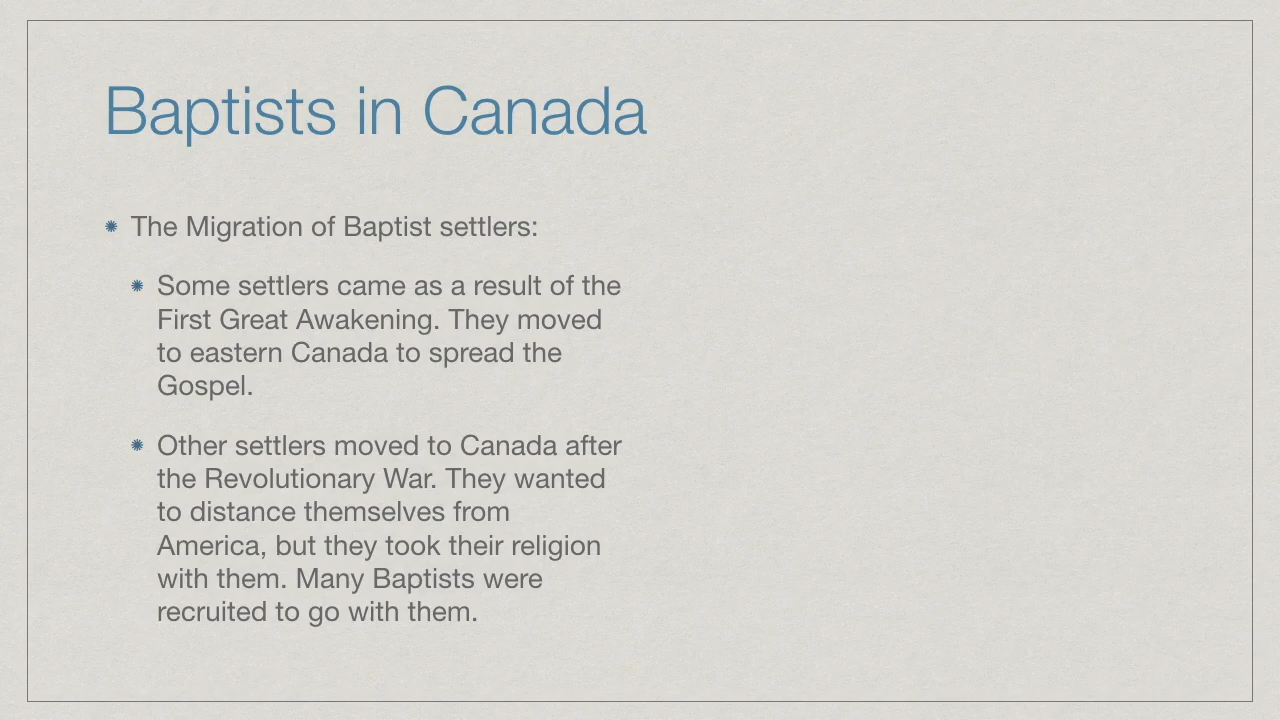 Baptists in Canada
The Migration of Baptist settlers:
Some settlers came as a result of the
First Great Awakening. They moved
to eastern Canada to spread the
Gospel.
Other settlers moved to Canada after
the Revolutionary War. They wanted
to distance themselves from
America, but they took their religion
with them. Many Baptists were
recruited to go with them.